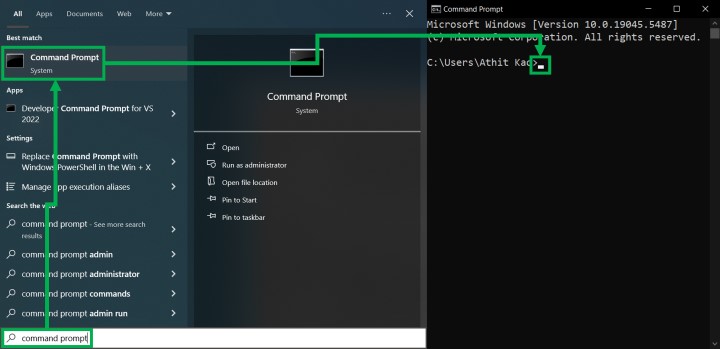 All Apps Documents Web More
Best match
Command Prompt
System
Apps
Developer Command Prompt for VS
2022
Settings
Replace Command Prompt with
Windows PowerShell in the Win + X
Manage app execution aliases
Search the web
command prompt - See more search
results
command prompt admin
command prompt administrator
command prompt commands
command prompt admin run
command prompt
Command Prompt
System
Open
Run as administrator
Open file location
Pin to Start
Pin to taskbar
Command Prompt
Microsoft Windows [Version 10.0.19045.5487]
(c) Microsoft Corporation. All rights reserved.
C:\Users\Athit Kao>